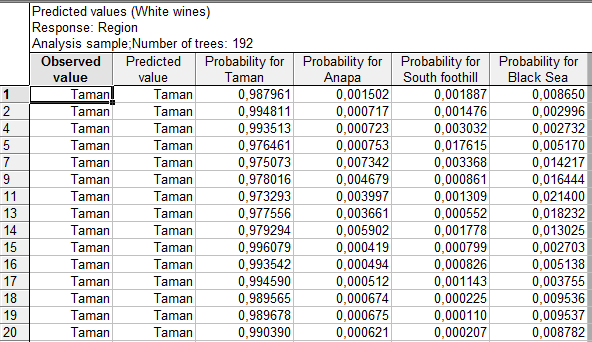 Predicted values (White wines)
Response: Region
Analysis sample;Number of trees: 192
Observed value Predicted value Probability for Taman Probability for Anapa Probability for South foothill Probability for Black Sea
1 Taman Taman 0,987961 0,001502 0,001887 0,008650
2 Taman Taman 0,994811 0,000717 0,001476 0,002996
4 Taman Taman 0,993513 0,000723 0,003032 0,002732
5 Taman Taman 0,976461 0,000753 0,017615 0,005170
7 Taman Taman 0,975073 0,007342 0,003368 0,014217
9 Taman Taman 0,978016 0,004679 0,000861 0,016444
11 Taman Taman 0,973293 0,003997 0,001309 0,021400
13 Taman Taman 0,977556 0,003661 0,000552 0,018232
14 Taman Taman 0,979294 0,005902 0,001778 0,013025
15 Taman Taman 0,996079 0,000419 0,000799 0,002703
16 Taman Taman 0,993542 0,000494 0,000826 0,005138
17 Taman Taman 0,994590 0,000512 0,001143 0,003755
18 Taman Taman 0,989565 0,000674 0,000225 0,009536
19 Taman Taman 0,989678 0,000675 0,000110 0,009537
20 Taman Taman 0,990390 0,000621 0,000207 0,008782